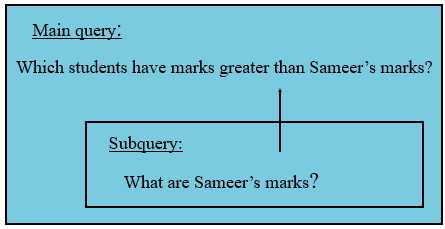 Main query:
Which students have marks greater than Sameer’s marks?
Subquery:
What are Sameer’s marks?